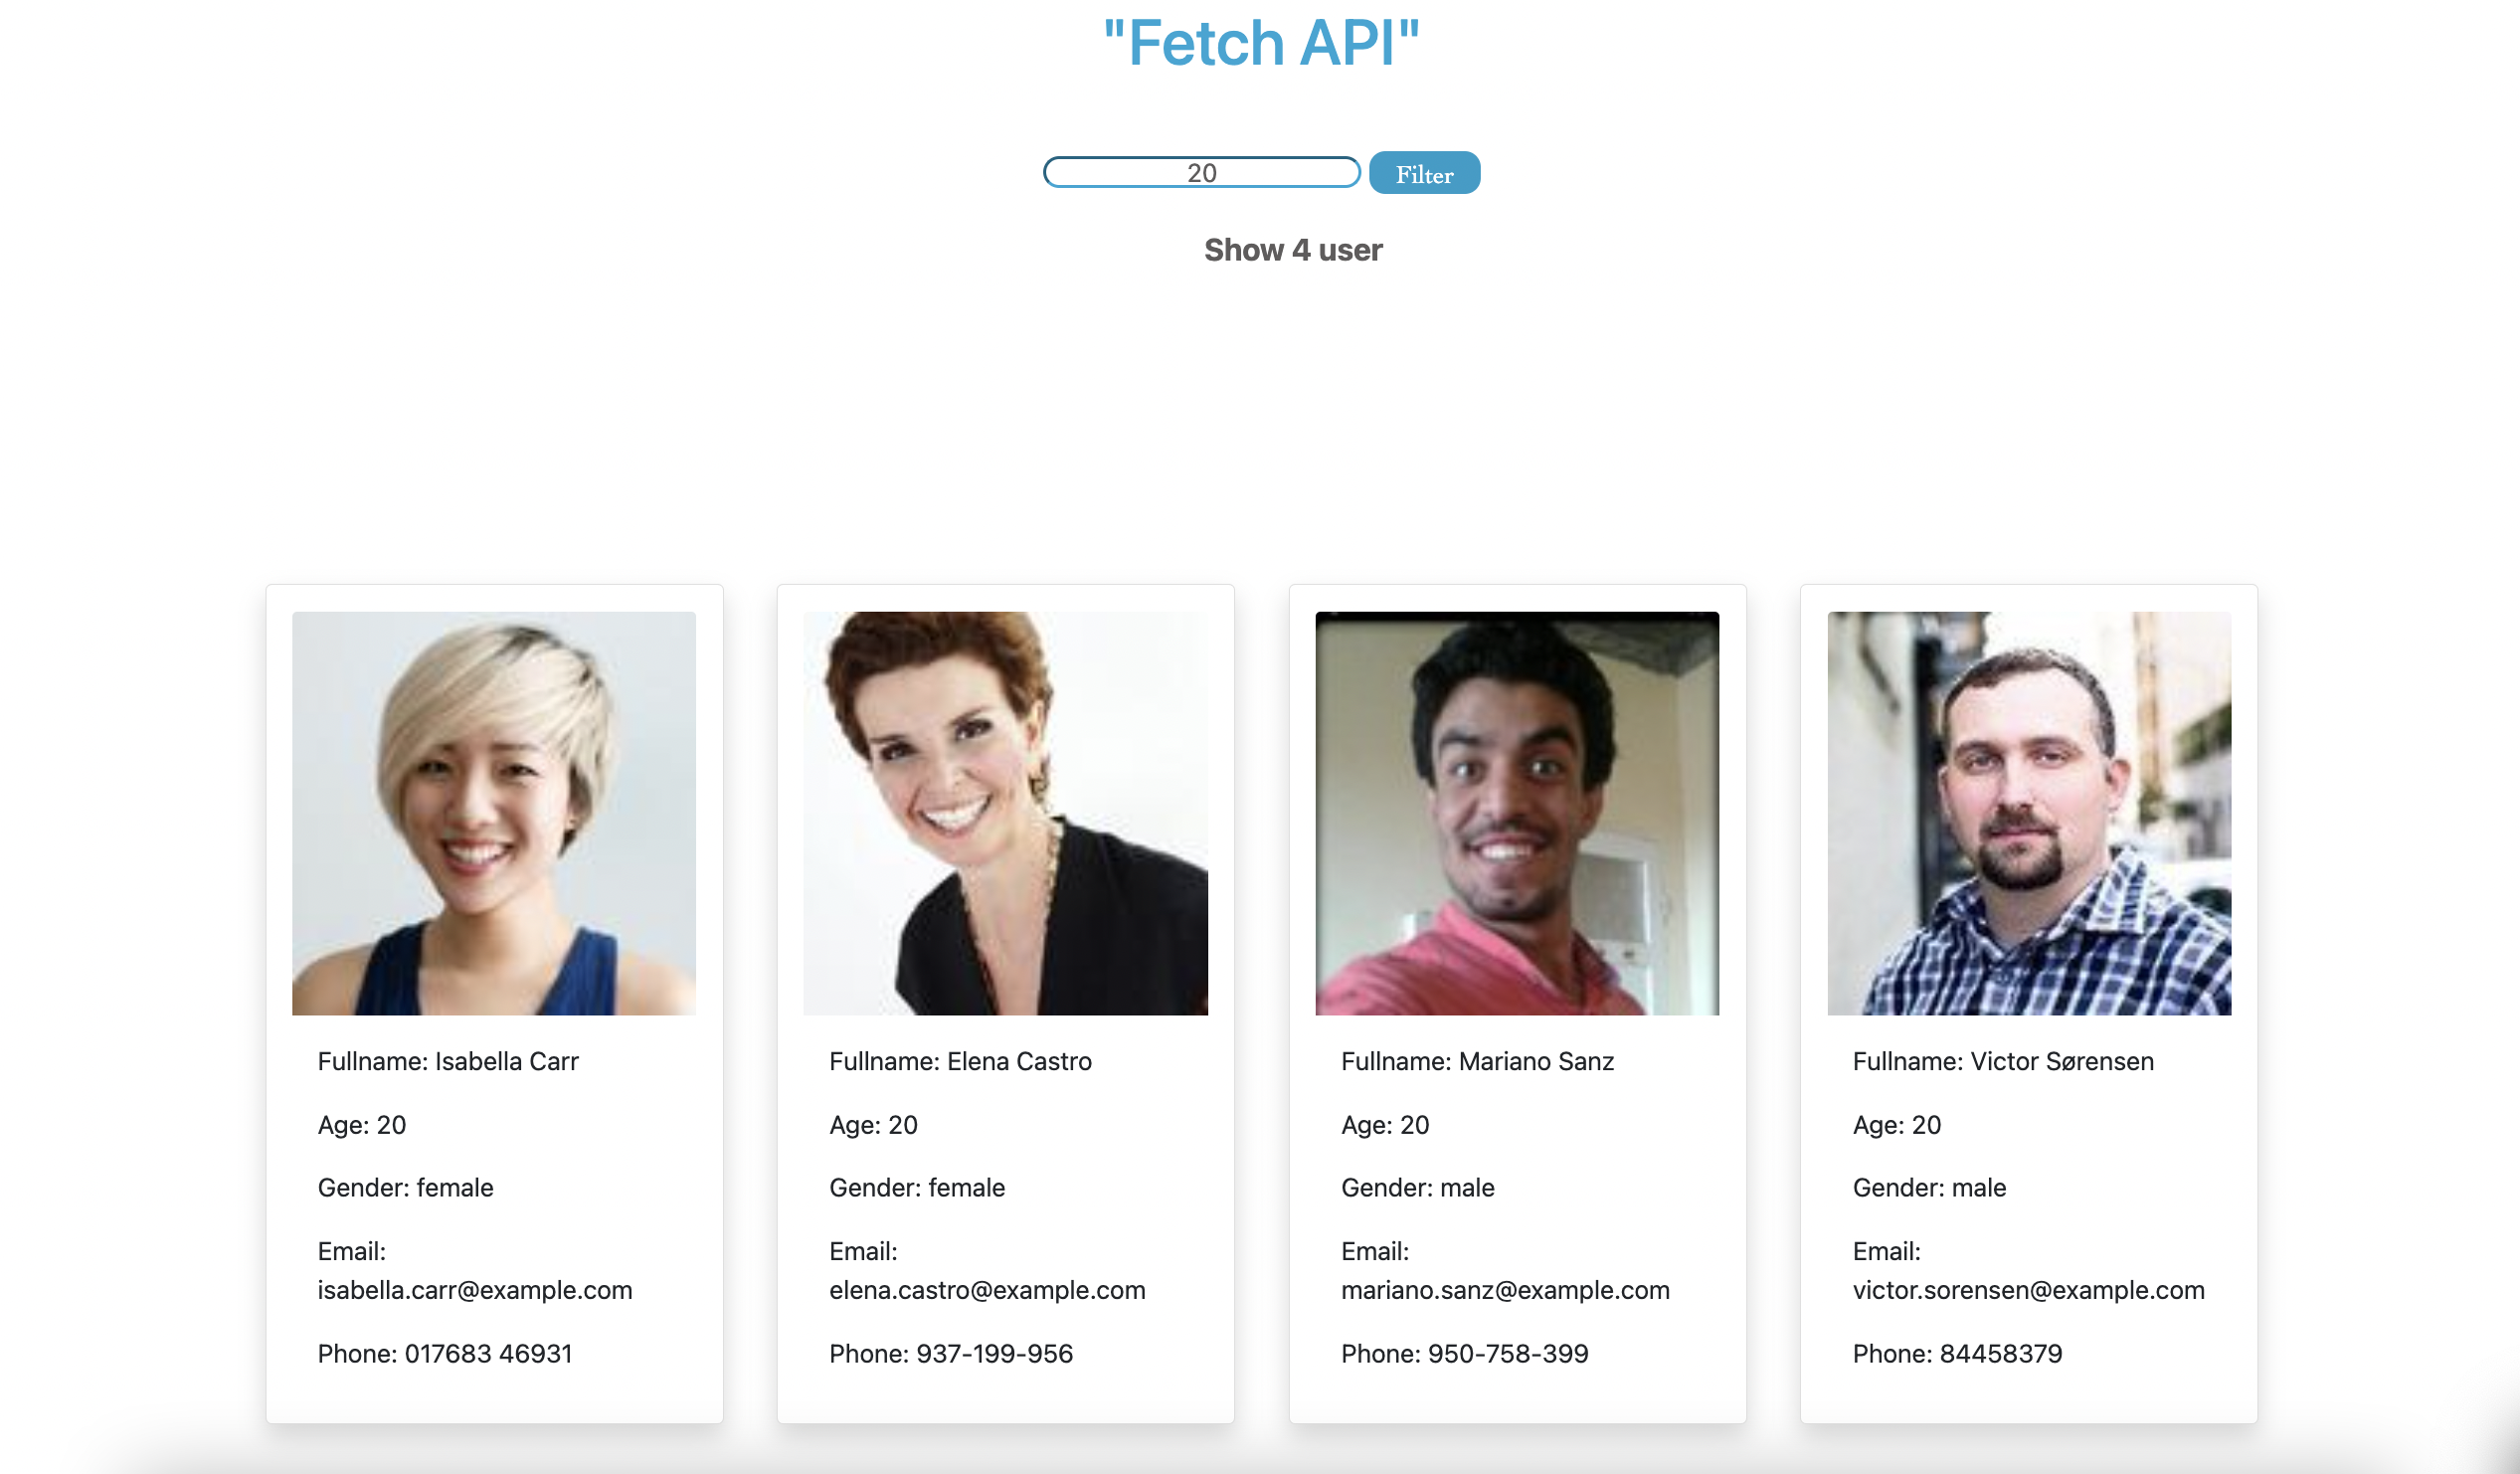 "Fetch API"
20
Filter
Show 4 user
Fullname: Isabella Carr
Age: 20
Gender: female
Email:
isabella.carr@example.com
Phone: 017683 46931
Fullname: Elena Castro
Age: 20
Gender: female
Email:
elena.castro@example.com
Phone: 937-199-956
Fullname: Mariano Sanz
Age: 20
Gender: male
Email:
mariano.sanz@example.com
Phone: 950-758-399
Fullname: Victor Sørensen
Age: 20
Gender: male
Email:
victor.sorensen@example.com
Phone: 84458379